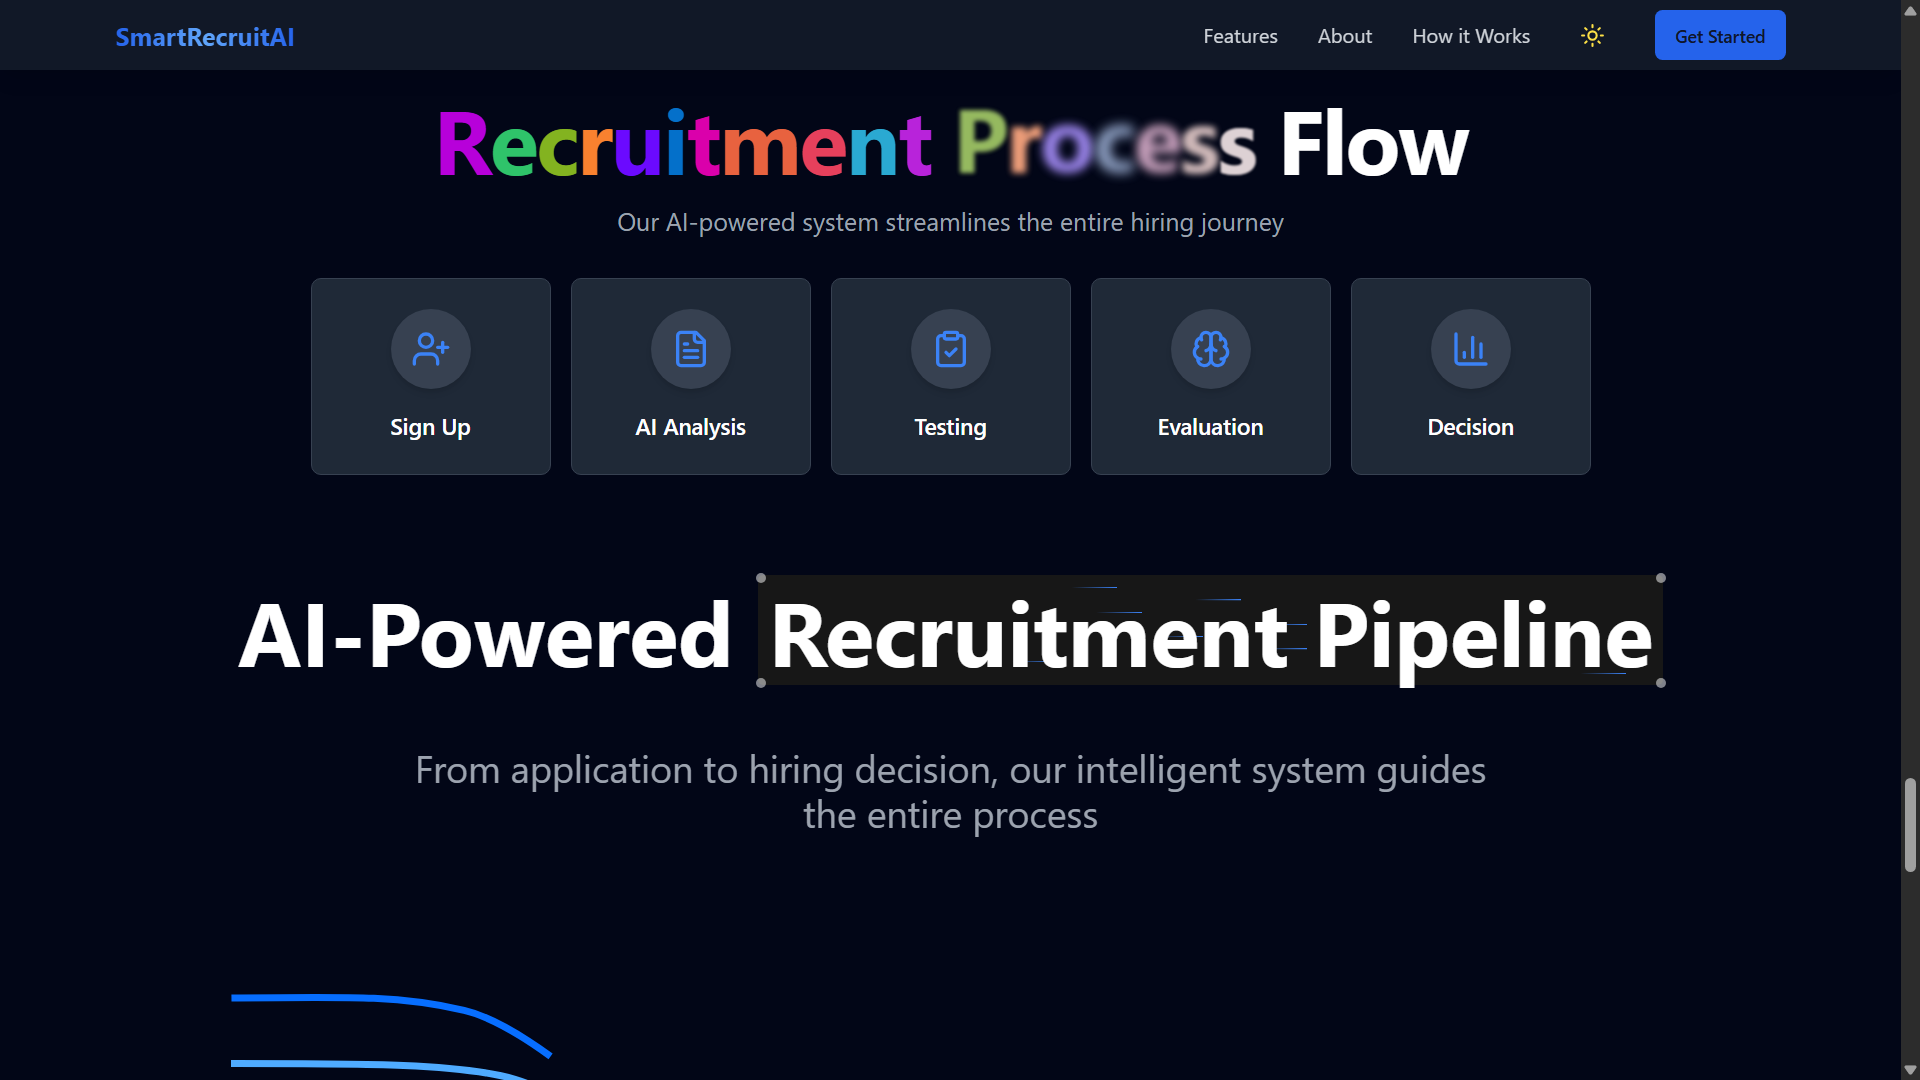 SmartRecruitAI Features About How it Works Get Started
Recruitment Process Flow
Our AI-powered system streamlines the entire hiring journey
Sign Up AI Analysis Testing Evaluation Decision
AI-Powered Recruitment Pipeline
From application to hiring decision, our intelligent system guides
the entire process